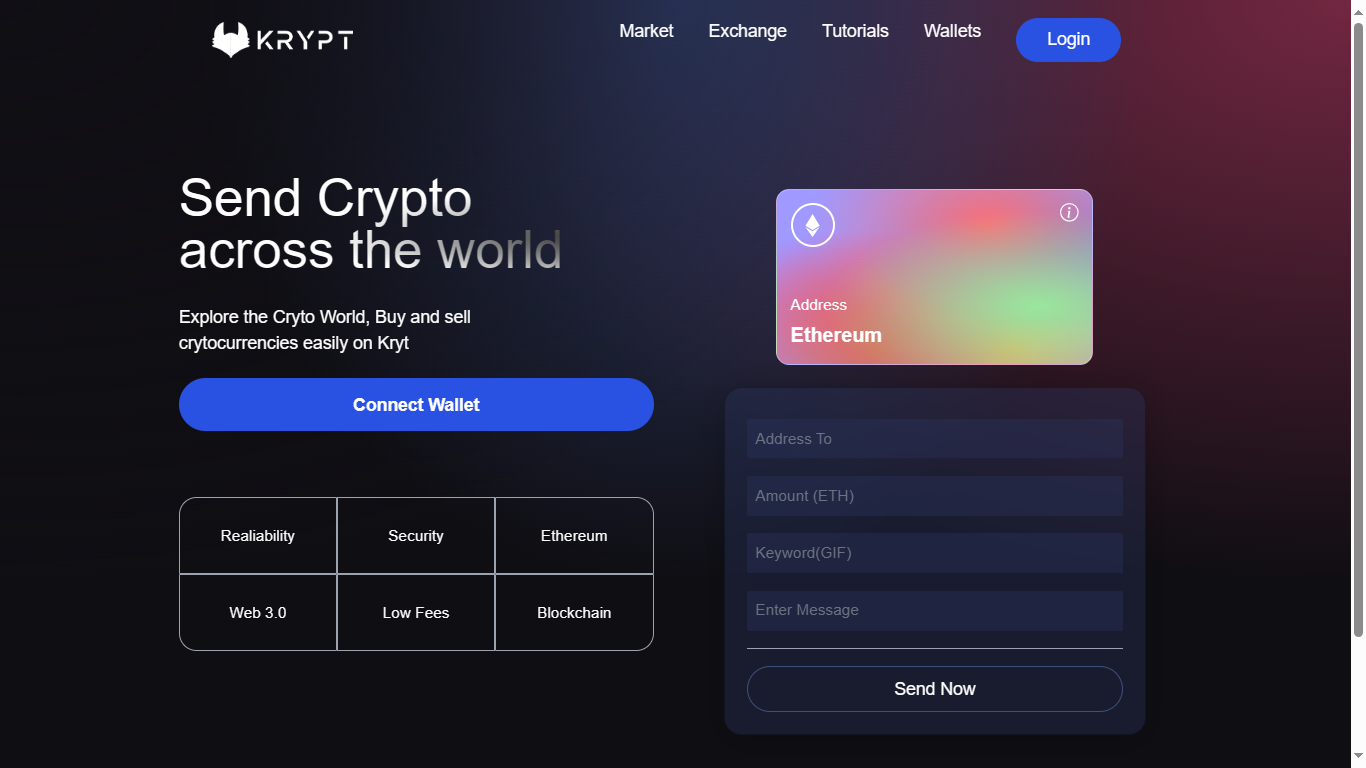 KRYPT
Market Exchange Tutorials Wallets Login
Send Crypto
across the world
Explore the Cryto World, Buy and sell
crytocurrencies easily on Kryt
Connect Wallet
Realiability Security Ethereum
Web 3.0 Low Fees Blockchain
Address
Ethereum
Address To
Amount (ETH)
Keyword(GIF)
Enter Message
Send Now